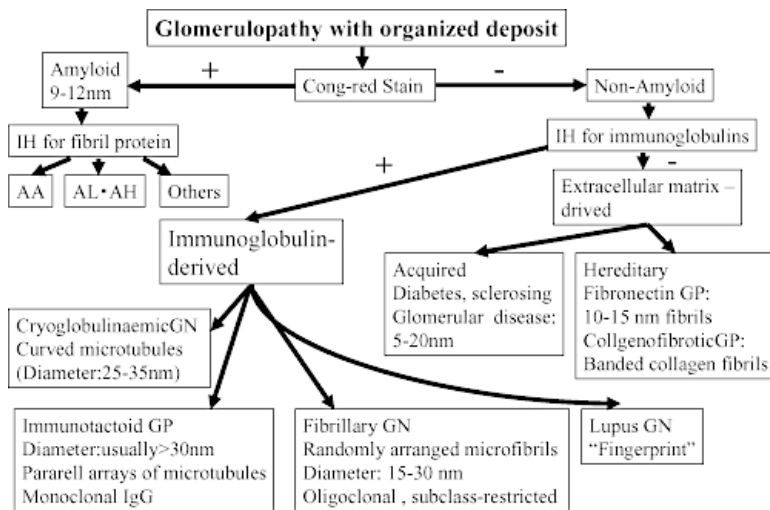 Glomerulopathy with organized deposit
Amyloid
9-12nm
+
Cong-red Stain
-
Non-Amyloid
IH for fibril protein
IH for immunoglobulins
AA
AL・AH
Others
+
-
Extracellular matrix –
drived
Immunoglobulin-
derived
Acquired
Diabetes, sclerosing
Glomerular disease:
5-20nm
Hereditary
Fibronectin GP:
10-15 nm fibrils
CollgenofibroticGP:
Banded collagen fibrils
CryoglobulinaemicGN
Curved microtubules
(Diameter:25-35nm)
Immunotactoid GP
Diameter:usually>30nm
Pararell arrays of microtubules
Monoclonal IgG
Fibrillary GN
Randomly arranged microfibrils
Diameter: 15-30 nm
Oligoclonal , subclass-restricted
Lupus GN
“Fingerprint”